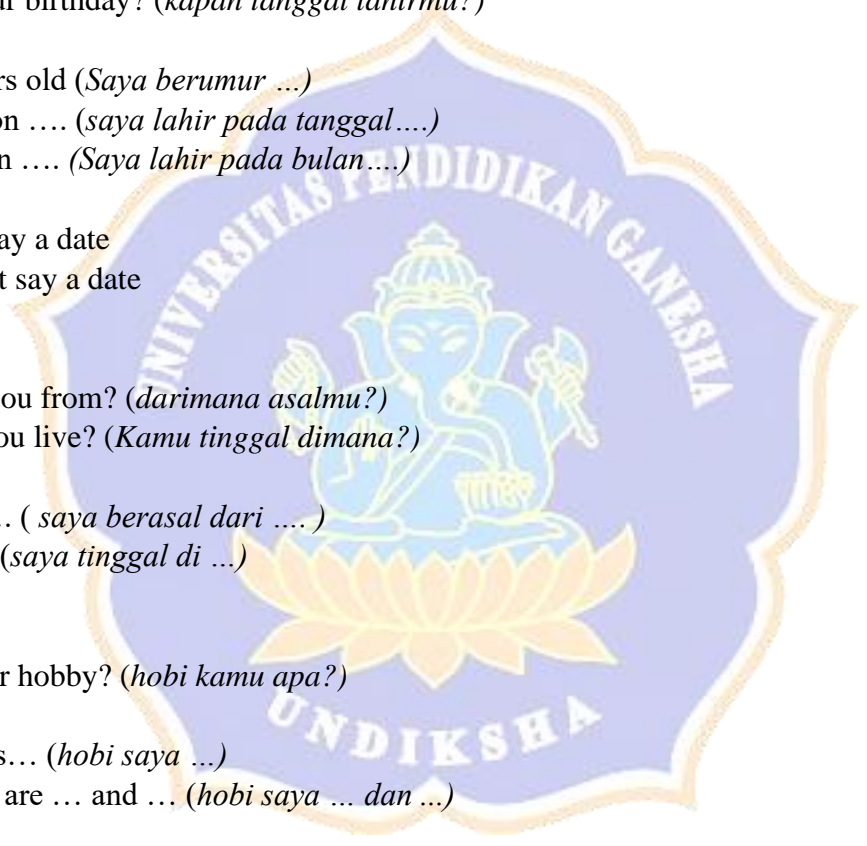 ur birthday? (kapan tanggal lahirmu?)
rs old (Saya berumur …)
on …. (saya lahir pada tanggal….)
n …. (Saya lahir pada bulan….)
ay a date
t say a date
ou from? (darimana asalmu?)
ou live? (Kamu tinggal dimana?)
.. ( saya berasal dari …. )
(saya tinggal di …)
r hobby? (hobi kamu apa?)
s… (hobi saya …)
are … and … (hobi saya … dan ...)
UNIVERSITAS PENDIDIKAN GANESHA
UNDIKSHA